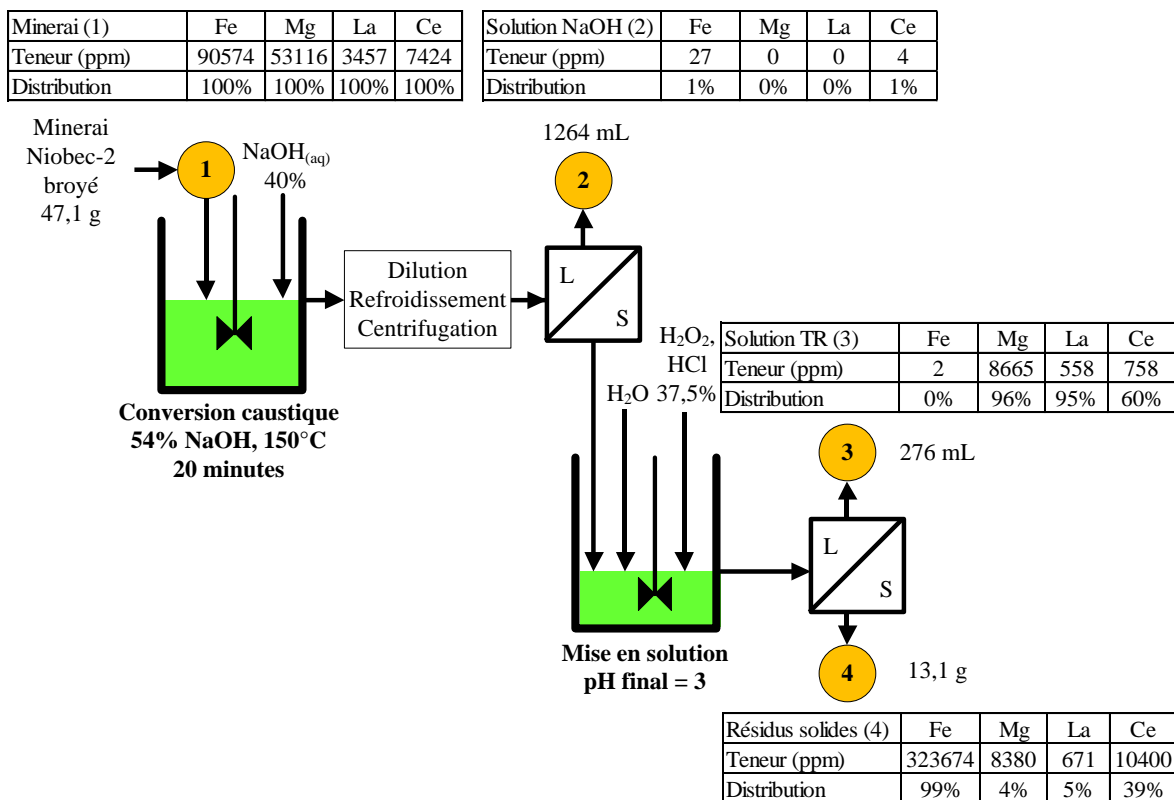 Minerai (1) Fe Mg La Ce
Teneur (ppm) 90574 53116 3457 7424
Distribution 100% 100% 100% 100%
Solution NaOH (2) Fe Mg La Ce
Teneur (ppm) 27 0 0 4
Distribution 1% 0% 0% 1%
Minerai
Niobec-2
broyé
47,1 g
1
NaOH(aq)
40%
1264 mL
2
Dilution
Refroidissement
Centrifugation
L
S
Conversion caustique
54% NaOH, 150°C
20 minutes
H2O
H2O2,
HCl
37,5%
Solution TR (3) Fe Mg La Ce
Teneur (ppm) 2 8665 558 758
Distribution 0% 96% 95% 60%
3
276 mL
L
S
Mise en solution
pH final = 3
4
13,1 g
Résidus solides (4) Fe Mg La Ce
Teneur (ppm) 323674 8380 671 10400
Distribution 99% 4% 5% 39%